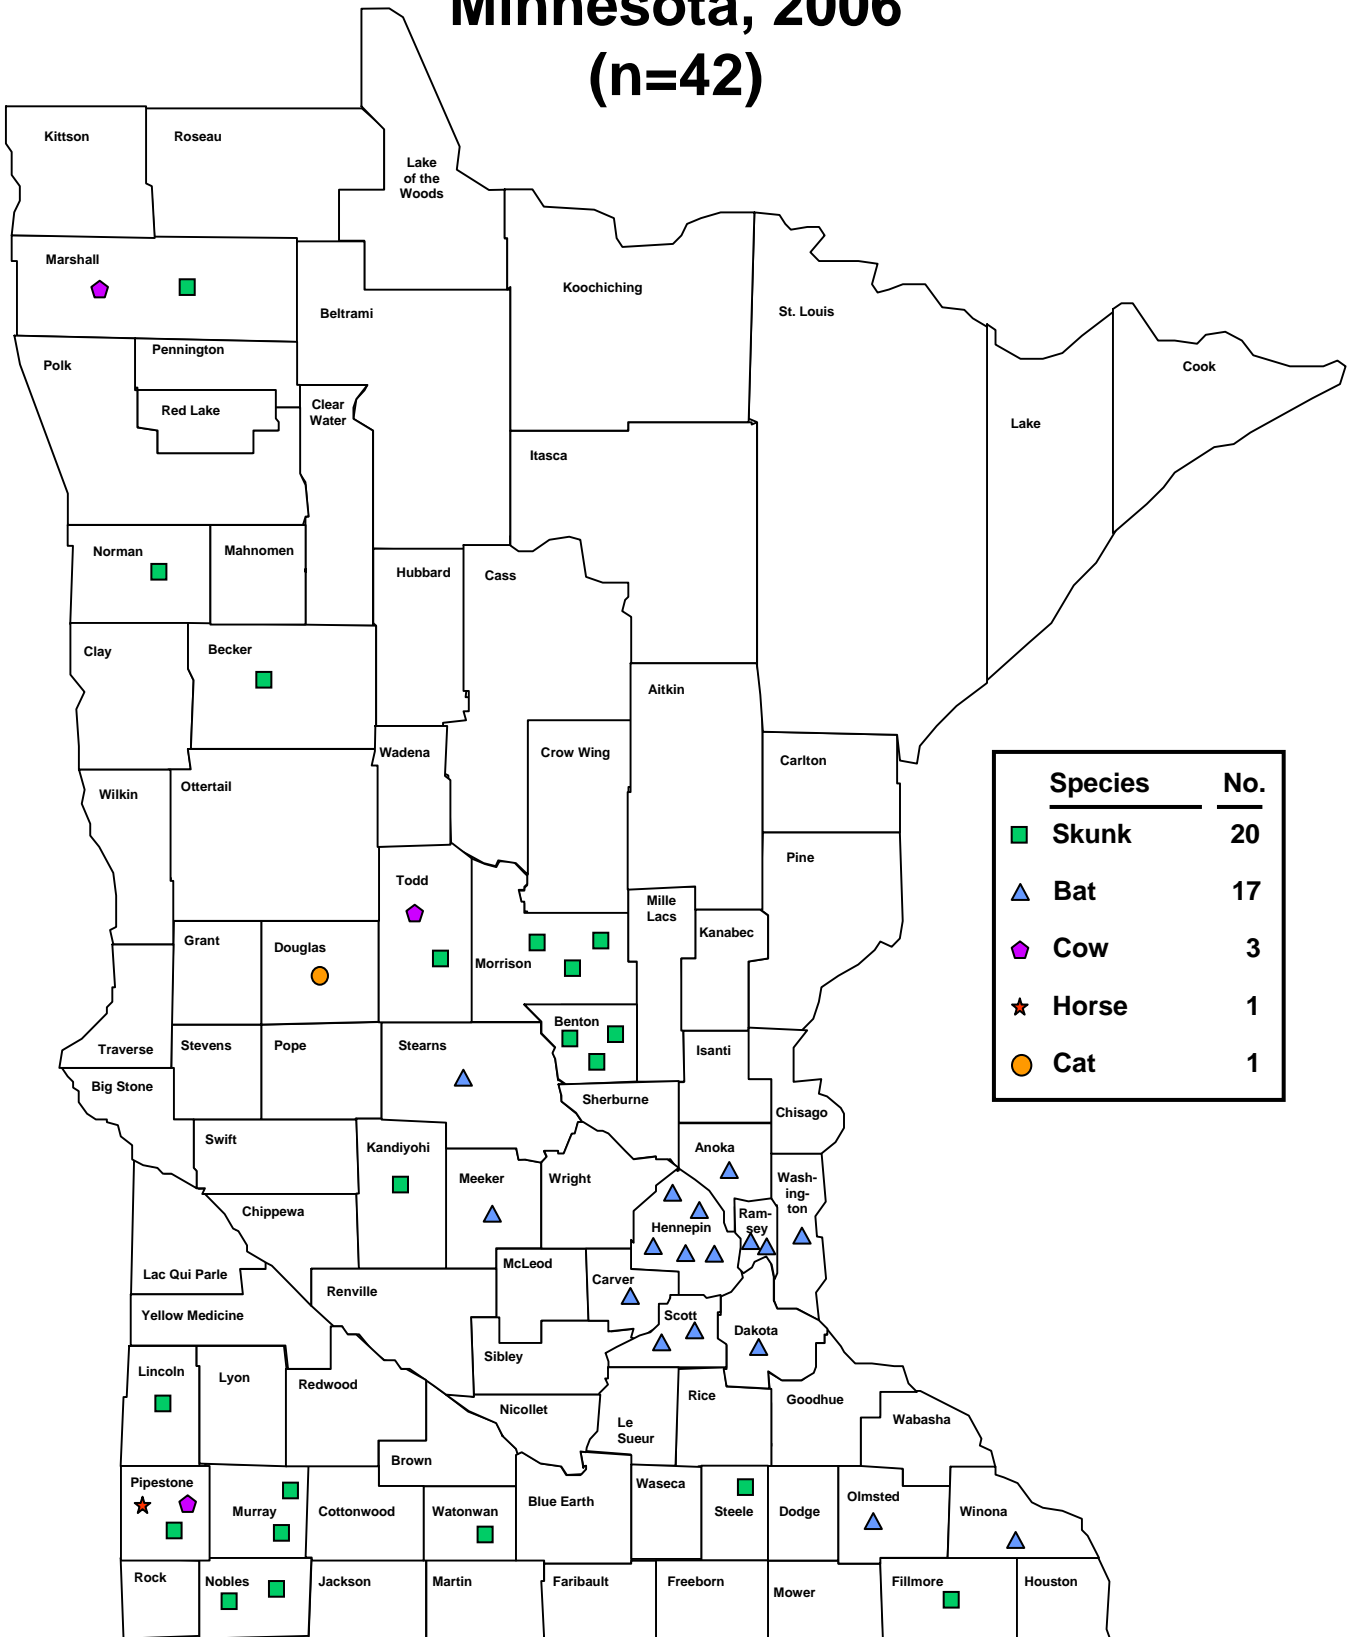 Minnesota, 2006
(n=42)
Kittson
Roseau
Lake
of the
Woods
Marshall
Koochiching
St. Louis
Beltrami
Pennington
Polk
Cook
Red Lake
Clear
Water
Lake
Itasca
Norman
Mahnomen
Hubbard
Cass
Clay
Becker
Aitkin
Wadena
Crow Wing
Carlton
Wilkin
Ottertail
Species No.
Skunk 20
Bat 17
Cow 3
Horse 1
Cat 1
Pine
Todd
Mille
Lacs
Kanabec
Grant
Douglas
Morrison
Benton
Traverse
Stevens
Pope
Stearns
Isanti
Big Stone
Sherburne
Chisago
Swift
Kandiyohi
Anoka
Meeker
Wright
Wash-
ing-
ton
Chippewa
Ram-
sey
Hennepin
McLeod
Lac Qui Parle
Renville
Carver
Yellow Medicine
Scott
Dakota
Sibley
Lincoln
Lyon
Redwood
Rice
Goodhue
Nicollet
Le
Sueur
Wabasha
Brown
Pipestone
Murray
Cottonwood
Watonwan
Blue Earth
Waseca
Steele
Dodge
Olmsted
Winona
Rock
Nobles
Jackson
Martin
Faribault
Freeborn
Mower
Fillmore
Houston